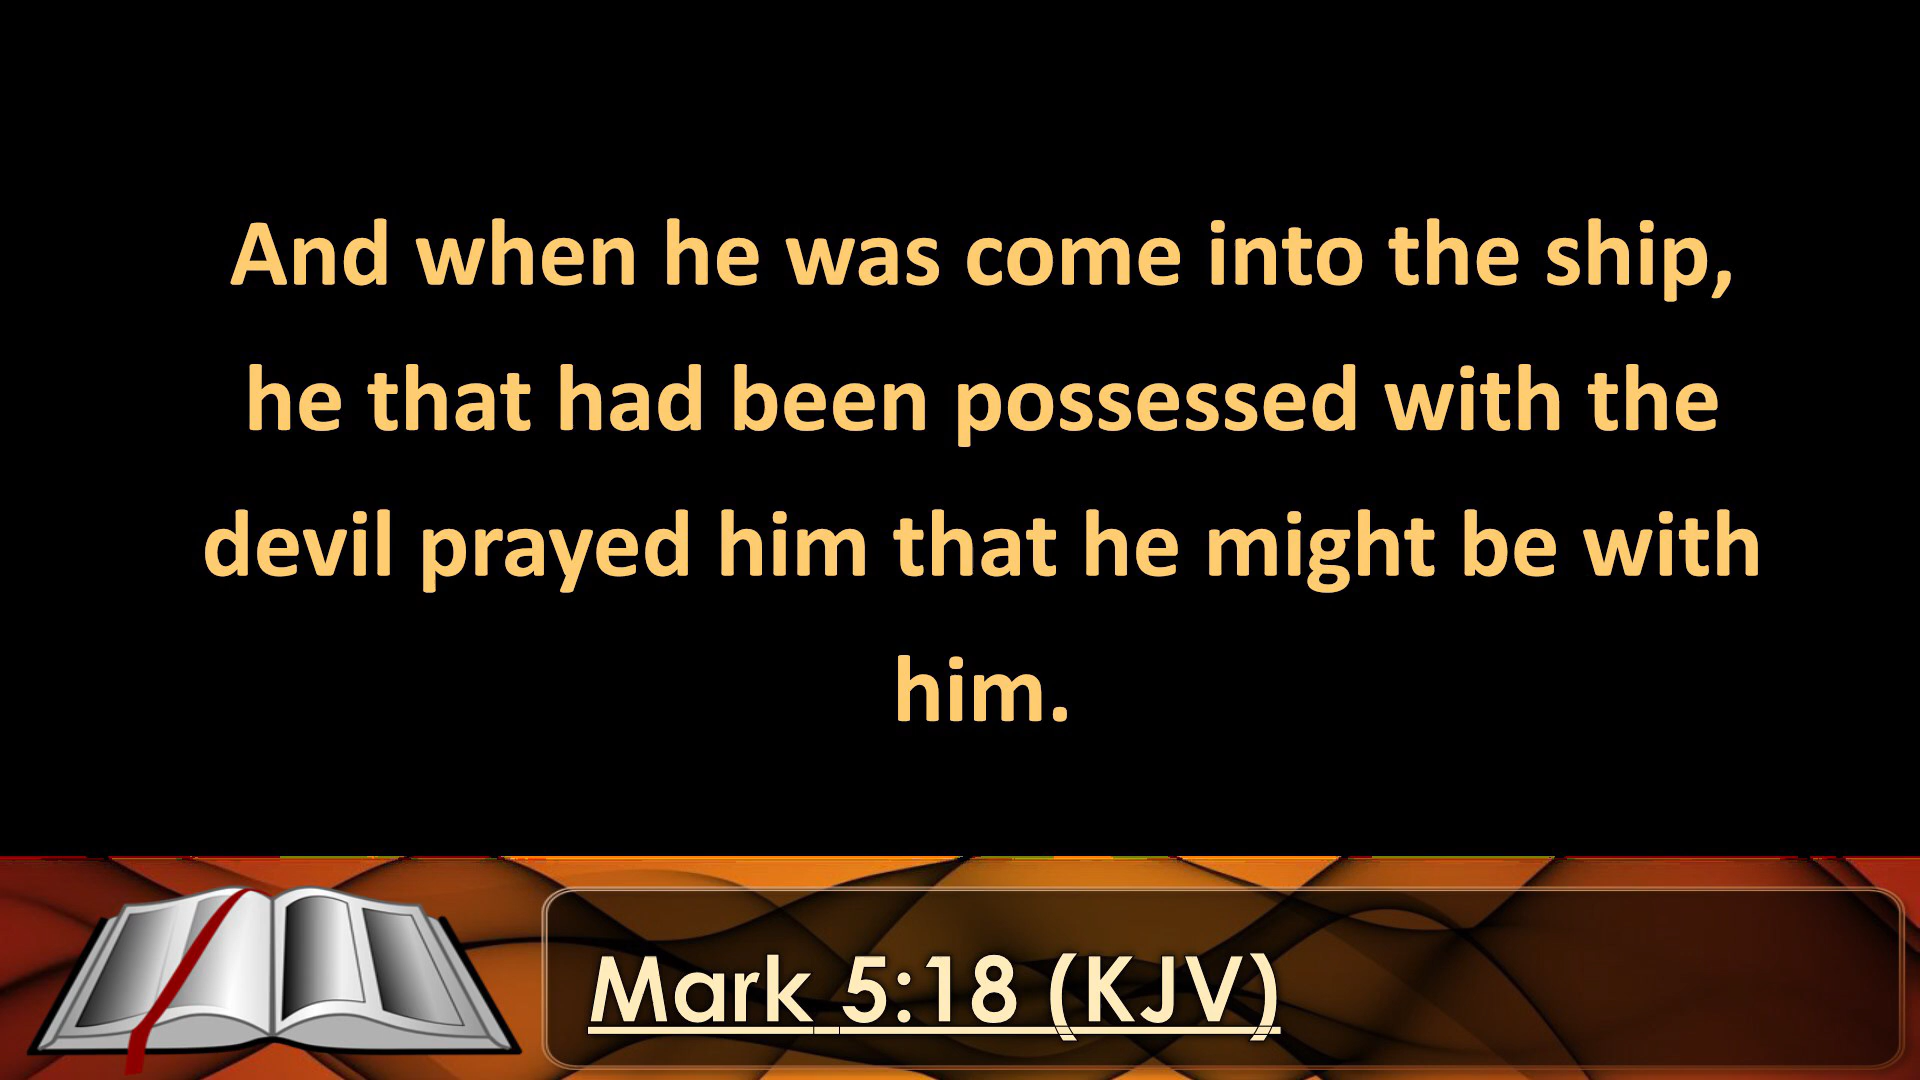 And when he was come into the ship,
he that had been possessed with the
devil prayed him that he might be with
him.
Mark 5:18 (KJV)